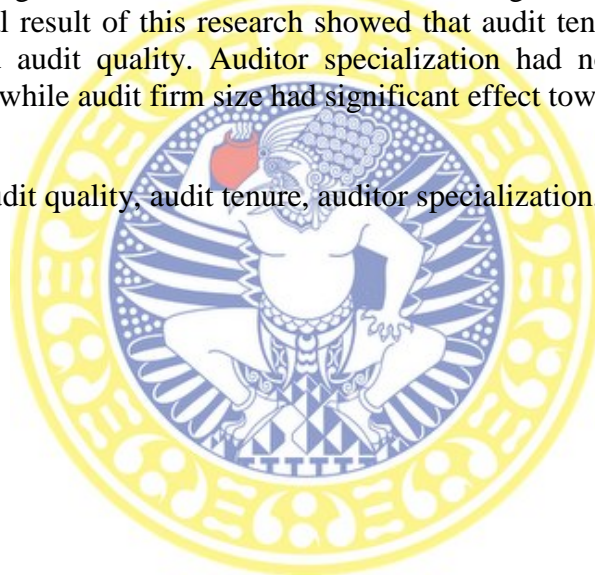 l result of this research showed that audit ten
audit quality. Auditor specialization had n
while audit firm size had significant effect tow
dit quality, audit tenure, auditor specialization